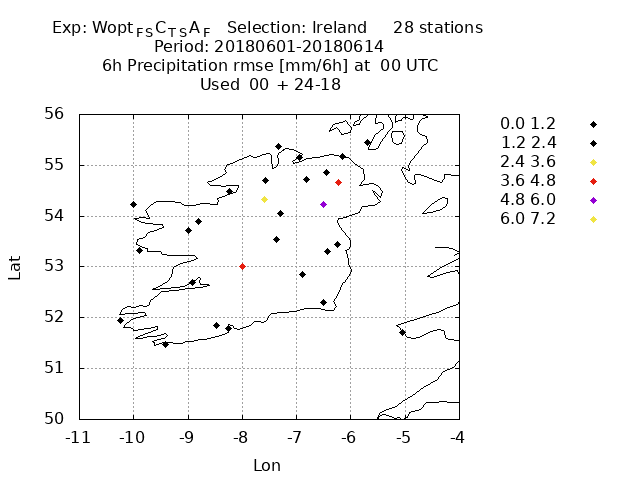 Exp: Wopt FS C TS A F   Selection: Ireland     28 stations
Period: 20180601-20180614
6h Precipitation rmse [mm/6h] at  00 UTC
Used  00 + 24-18
56
55
54
53
52
51
50
-11 -10 -9 -8 -7 -6 -5 -4
Lat
Lon
0.0 1.2
1.2 2.4
2.4 3.6
3.6 4.8
4.8 6.0
6.0 7.2